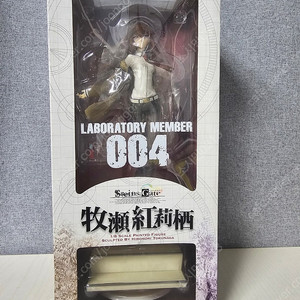 LABORATORY MEMBER
004
Steins;Gate
牧瀬紅莉栖
1/8 SCALE PAINTED FIGURE